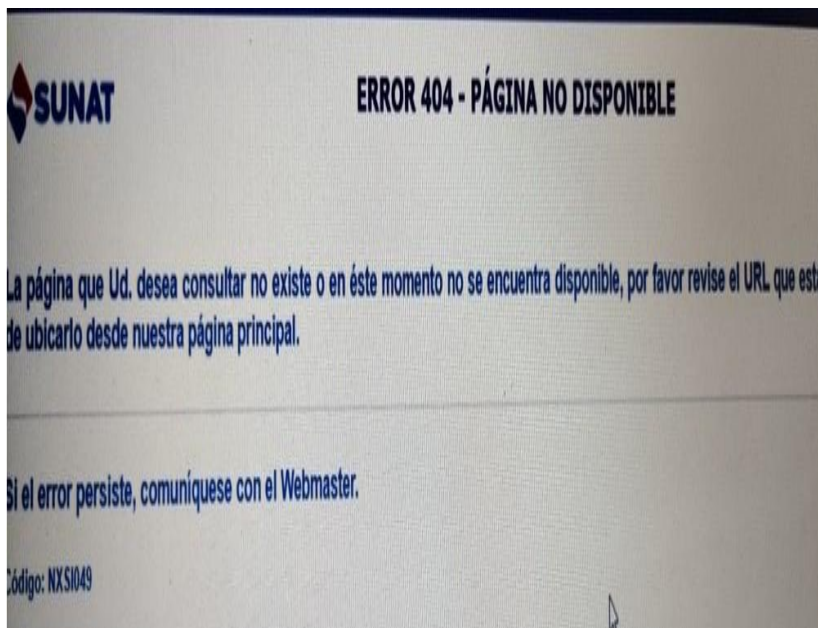 SUNAT
ERROR 404 - PÁGINA NO DISPONIBLE
La página que Ud. desea consultar no existe o en éste momento no se encuentra disponible, por favor revise el URL que est
de ubicarlo desde nuestra página principal.
Si el error persiste, comuníquese con el Webmaster.
Código: NXSI049